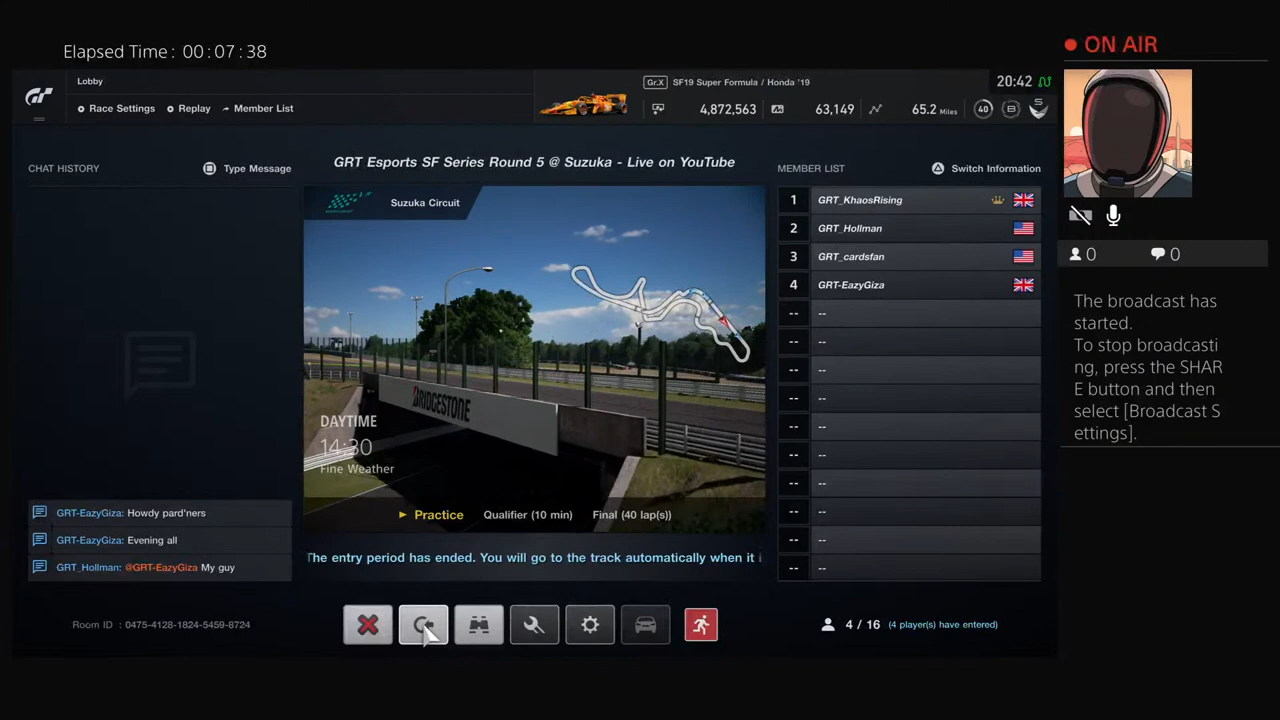 Elapsed Time : 00:07:38
ON AIR
Lobby
Race Settings Replay Member List
Gr.X SF19 Super Formula / Honda '19
4,872,563 63,149 65.2 Miles 40 B S
20:42
CHAT HISTORY
Type Message
GRT Esports SF Series Round 5 @ Suzuka - Live on YouTube
MEMBER LIST
Switch Information
Suzuka Circuit
1 GRT_KhaosRising
2 GRT_Hollman
3 GRT_cardsfan
4 GRT-EazyGiza
-- --
-- --
-- --
-- --
-- --
-- --
-- --
-- --
-- --
-- --
0 0
The broadcast has
started.
To stop broadcasti
ng, press the SHAR
E button and then
select [Broadcast S
ettings].
BRIDGESTONE
DAYTIME
14:30
Fine Weather
Practice Qualifier (10 min) Final (40 lap(s))
GRT-EazyGiza: Howdy pard'ners
GRT-EazyGiza: Evening all
GRT_Hollman: @GRT-EazyGiza My guy
The entry period has ended. You will go to the track automatically when it i
Room ID : 0475-4128-1824-5459-8724
4 / 16 (4 player(s) have entered)